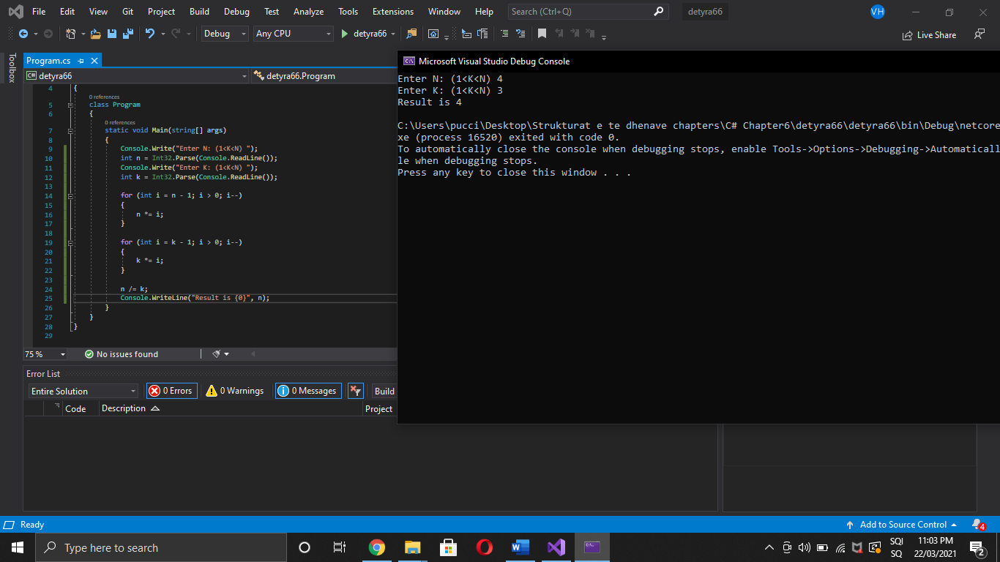 File Edit View Git Project Build Debug Test Analyze Tools Extensions Window Help Search (Ctrl+Q) detyra66 VH
Debug Any CPU detyra66 Live Share
Toolbox
Program.cs
C# detyra66 detyra66.Program
4 {
0 references
5 class Program
6 {
0 references
7 static void Main(string[] args)
8 {
9 Console.Write("Enter N: (1<K<N) ");
10 int n = Int32.Parse(Console.ReadLine());
11 Console.Write("Enter K: (1<K<N) ");
12 int k = Int32.Parse(Console.ReadLine());
13
14 for (int i = n - 1; i > 0; i--)
15 {
16 n *= i;
17 }
18
19 for (int i = k - 1; i > 0; i--)
20 {
21 k *= i;
22 }
23
24 n /= k;
25 Console.WriteLine("Result is {0}", n);
26 }
27 }
28 }
29
75 % No issues found
Microsoft Visual Studio Debug Console
Enter N: (1<K<N) 4
Enter K: (1<K<N) 3
Result is 4
C:\Users\pucci\Desktop\Strukturat e te dhenave chapters\C# Chapter6\detyra66\detyra66\bin\Debug\netcore
xe (process 16520) exited with code 0.
To automatically close the console when debugging stops, enable Tools->Options->Debugging->Automaticall
le when debugging stops.
Press any key to close this window . . .
Error List
Entire Solution 0 Errors 0 Warnings 0 Messages Build
Code Description Project
Ready Add to Source Control 4
Type here to search
SQI 11:03 PM
SQ 22/03/2021 2